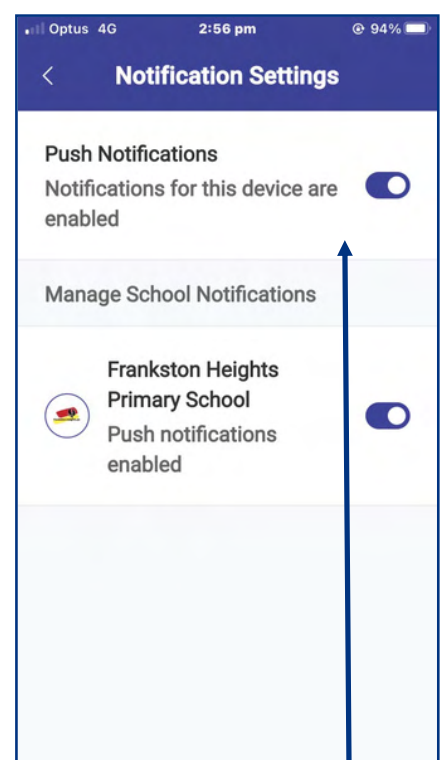 Optus 4G 2:56 pm 94%
Notification Settings
Push Notifications
Notifications for this device are
enabled
Manage School Notifications
Frankston Heights
Primary School
Push notifications
enabled